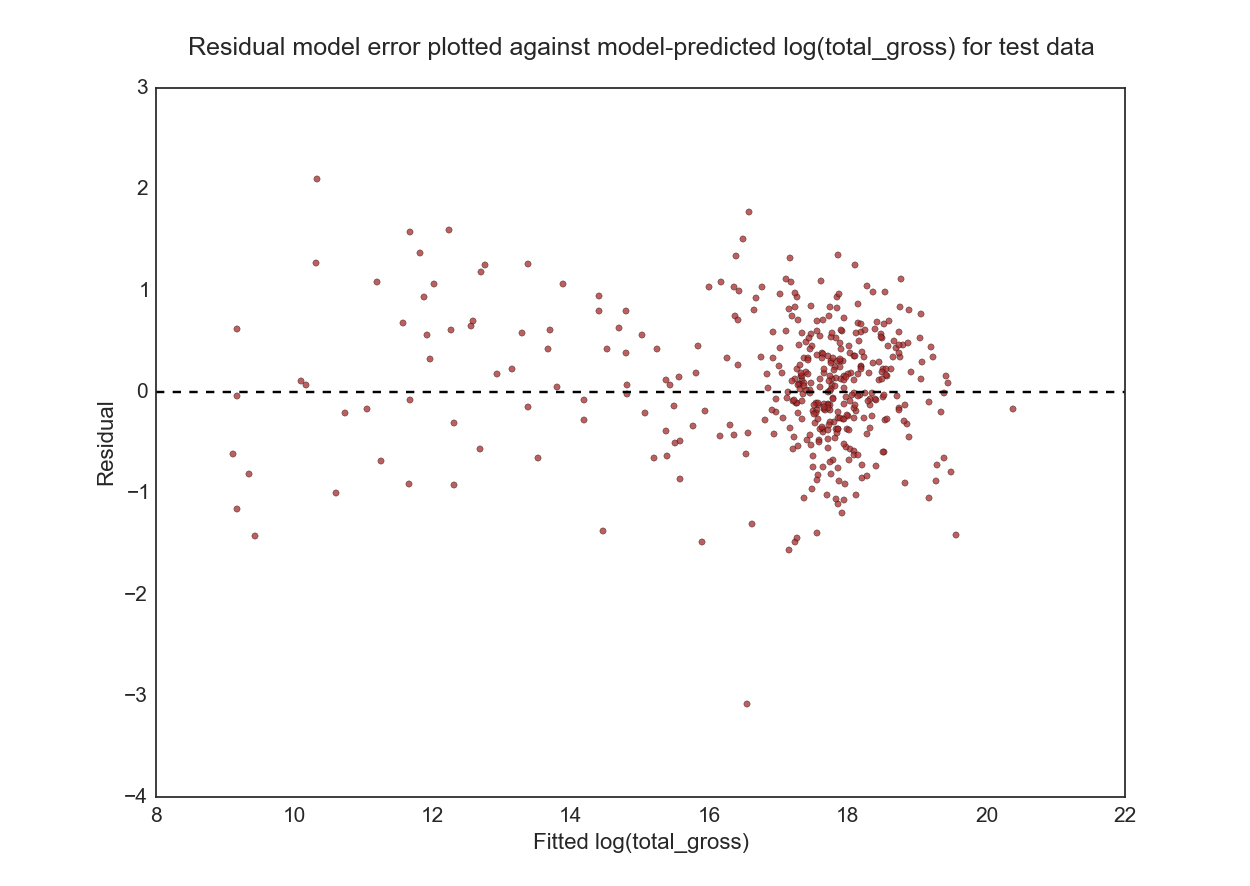 Residual model error plotted against model-predicted log(total_gross) for test data
3
2
1
0
−1
−2
−3
−4
Residual
8 10 12 14 16 18 20 22
Fitted log(total_gross)